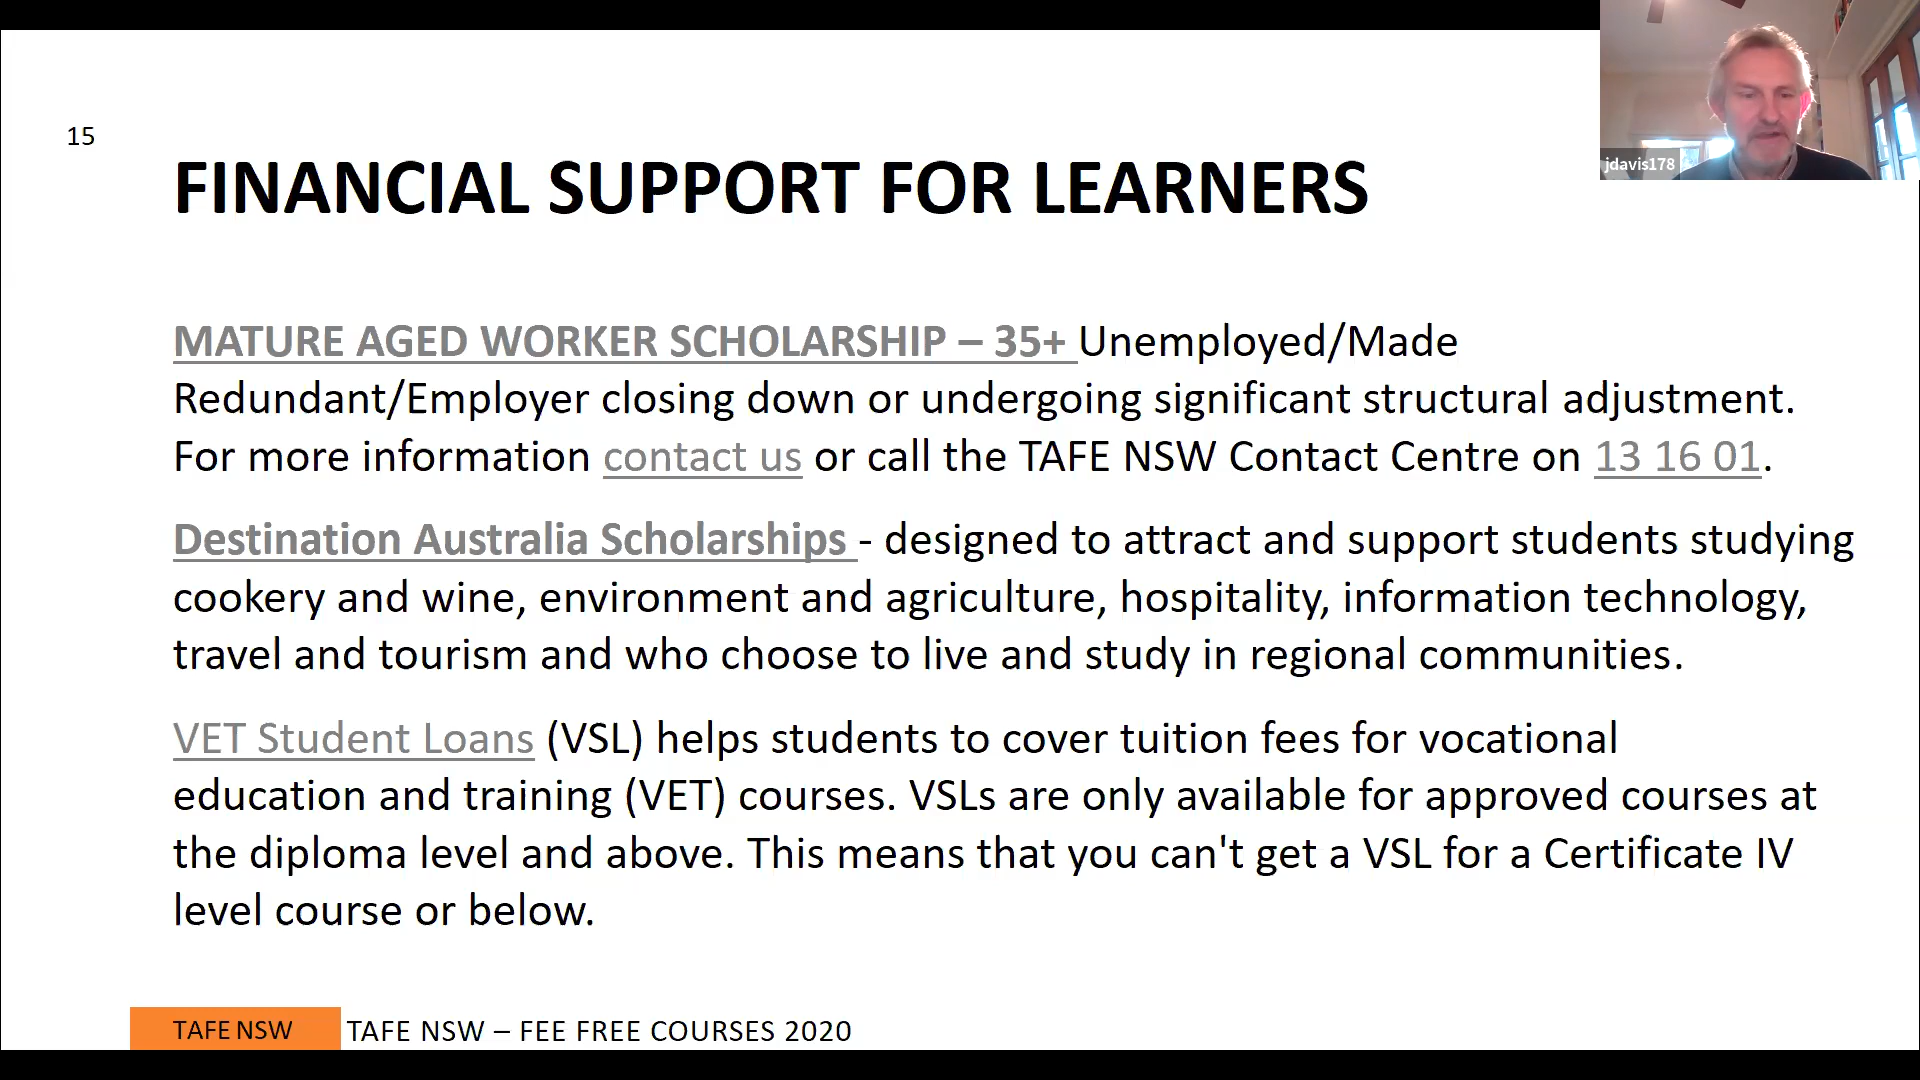 15
jdavis178
FINANCIAL SUPPORT FOR LEARNERS
MATURE AGED WORKER SCHOLARSHIP – 35+ Unemployed/Made
Redundant/Employer closing down or undergoing significant structural adjustment.
For more information contact us or call the TAFE NSW Contact Centre on 13 16 01.
Destination Australia Scholarships - designed to attract and support students studying
cookery and wine, environment and agriculture, hospitality, information technology,
travel and tourism and who choose to live and study in regional communities.
VET Student Loans (VSL) helps students to cover tuition fees for vocational
education and training (VET) courses. VSLs are only available for approved courses at
the diploma level and above. This means that you can't get a VSL for a Certificate IV
level course or below.
TAFE NSW TAFE NSW – FEE FREE COURSES 2020